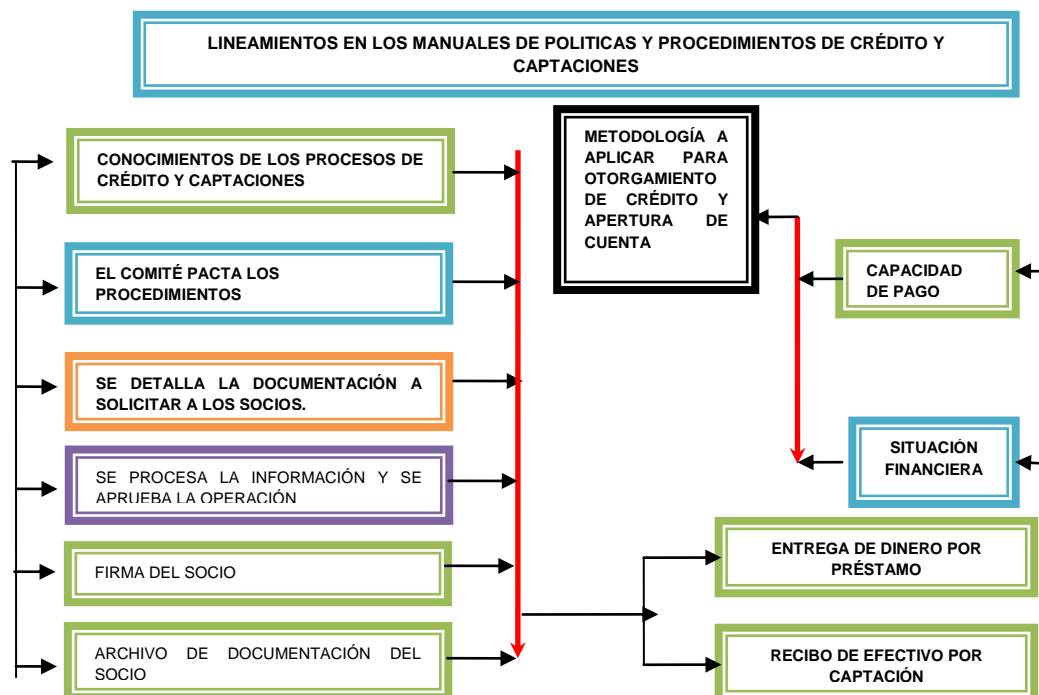 LINEAMIENTOS EN LOS MANUALES DE POLITICAS Y PROCEDIMIENTOS DE CRÉDITO Y
CAPTACIONES
CONOCIMIENTOS DE LOS PROCESOS DE
CRÉDITO Y CAPTACIONES
EL COMITÉ PACTA LOS
PROCEDIMIENTOS
SE DETALLA LA DOCUMENTACIÓN A
SOLICITAR A LOS SOCIOS.
SE PROCESA LA INFORMACIÓN Y SE
APRUEBA LA OPERACIÓN
FIRMA DEL SOCIO
ARCHIVO DE DOCUMENTACIÓN DEL
SOCIO
METODOLOGÍA A
APLICAR PARA
OTORGAMIENTO
DE CRÉDITO Y
APERTURA DE
CUENTA
CAPACIDAD
DE PAGO
SITUACIÓN
FINANCIERA
ENTREGA DE DINERO POR
PRÉSTAMO
RECIBO DE EFECTIVO POR
CAPTACIÓN